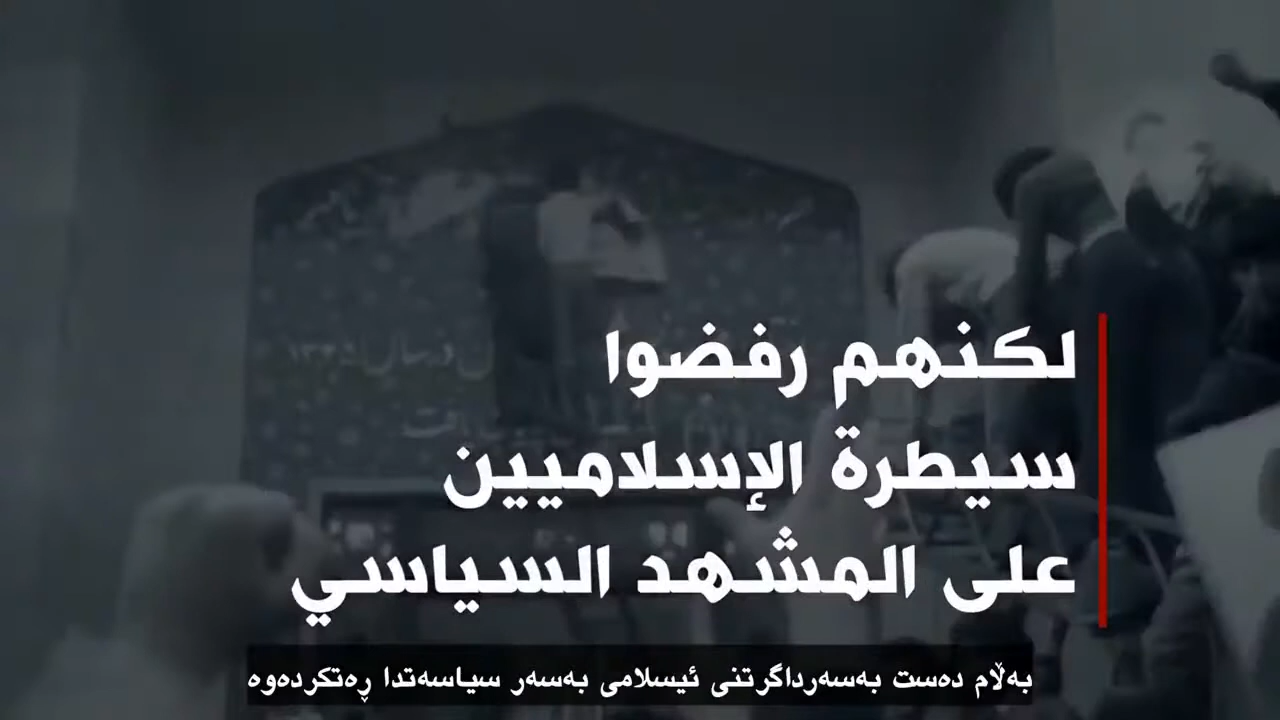 لكنهم رفضوا
سيطرة الإسلاميين
على المشهد السياسي
بەڵام دەست بەسەرداگرتنی ئیسلامی بەسەر سیاسەتدا ڕەتکردەوە